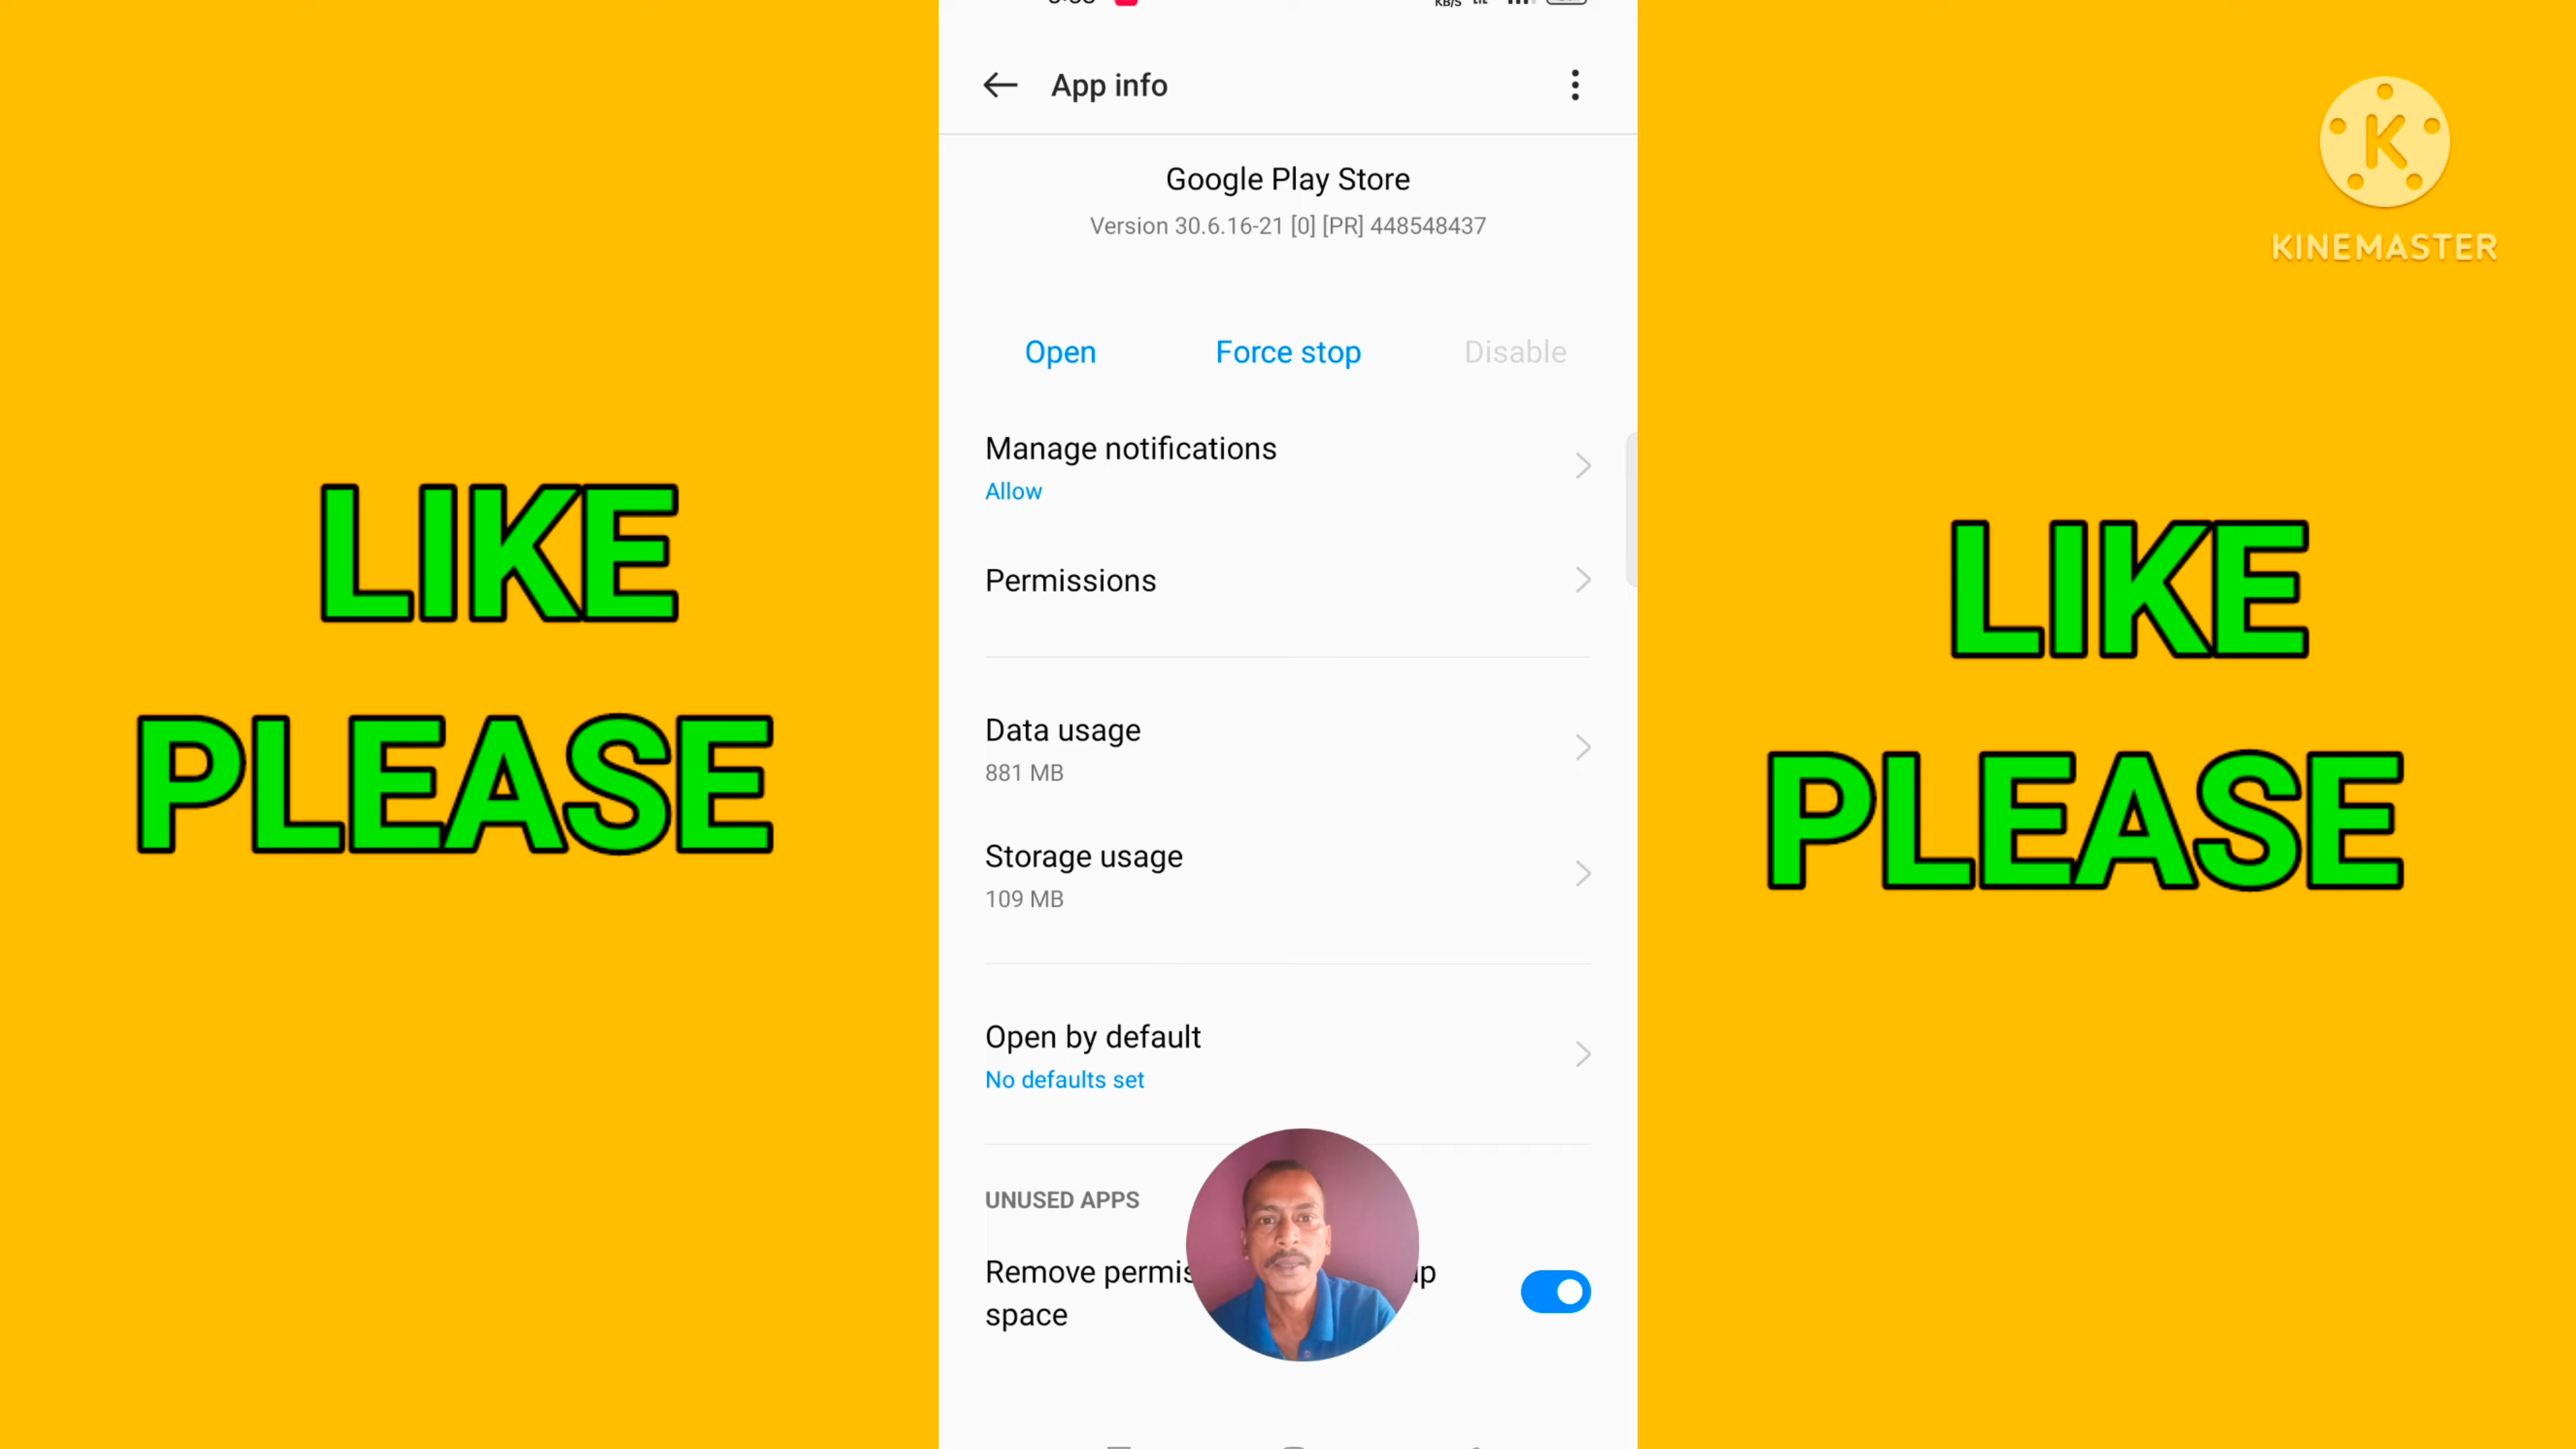 KB/S
App info
Google Play Store
Version 30.6.16-21 [0] [PR] 448548437
Open Force stop Disable
Manage notifications
Allow
Permissions
Data usage
881 MB
Storage usage
109 MB
Open by default
No defaults set
UNUSED APPS
Remove
space
LIKE
PLEASE
LIKE
PLEASE
K
KINEMASTER